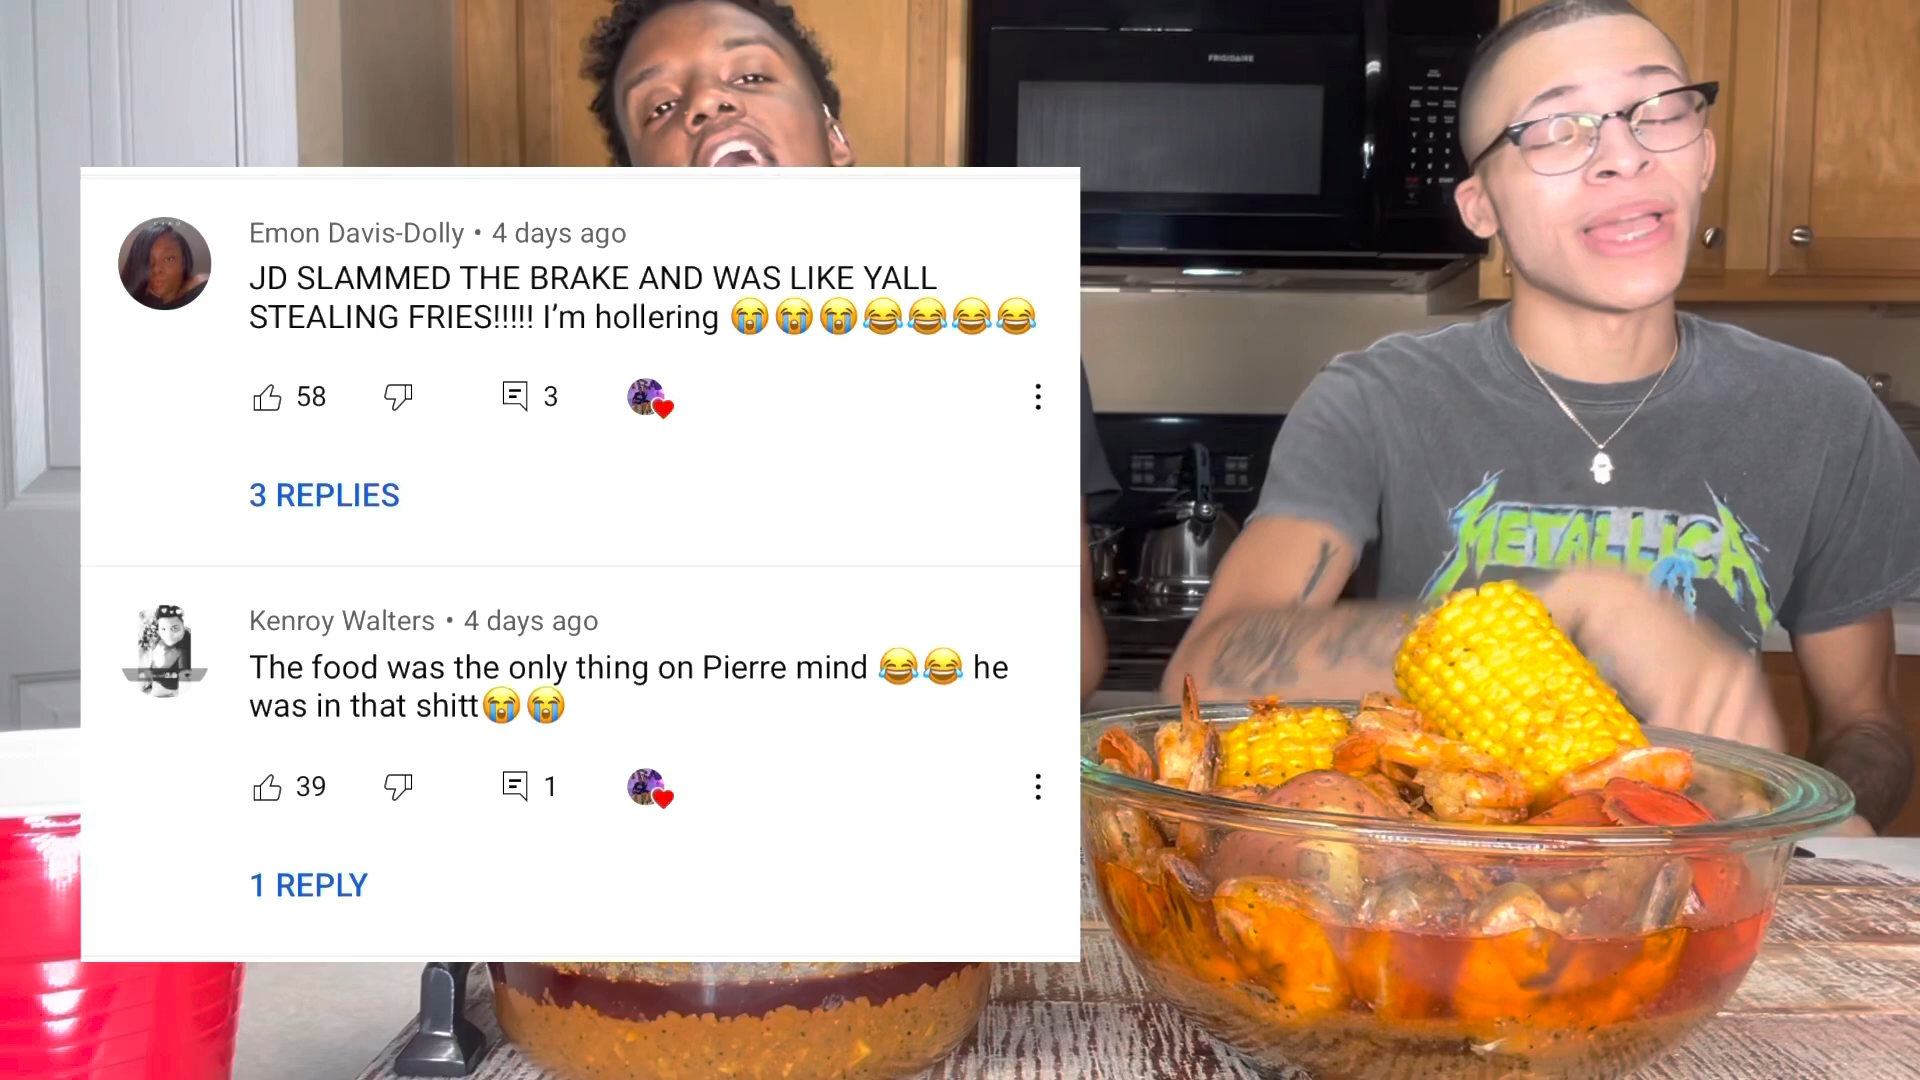 FRIGIDAIRE
Emon Davis-Dolly • 4 days ago
JD SLAMMED THE BRAKE AND WAS LIKE YALL
STEALING FRIES!!!!! I’m hollering 😭😭😭😂😂😂😂
58 3
3 REPLIES
Kenroy Walters • 4 days ago
The food was the only thing on Pierre mind 😂😂 he
was in that shitt😭😭
39 1
1 REPLY
METALLICA